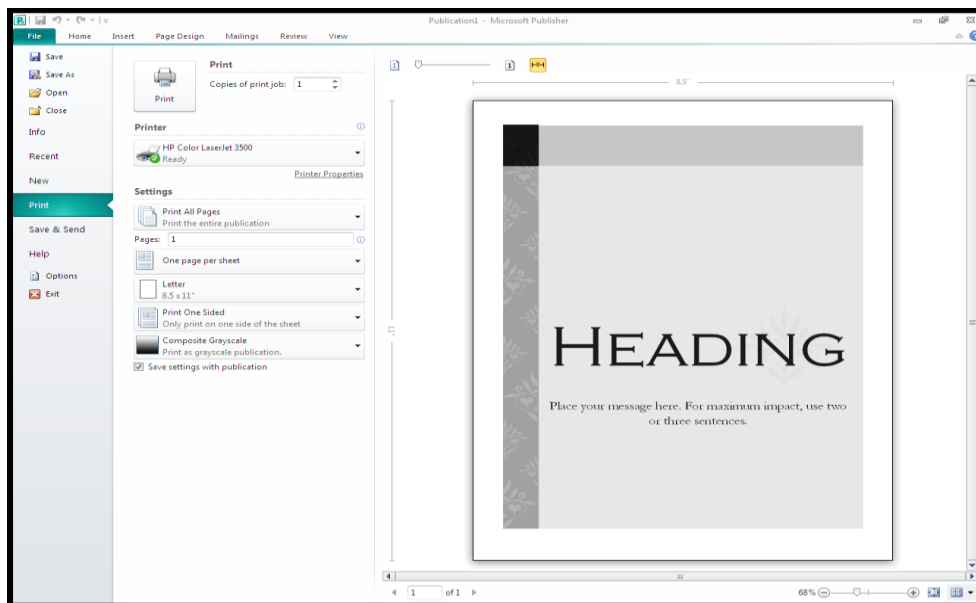 Publication1 - Microsoft Publisher
File Home Insert Page Design Mailings Review View
Save
Save As
Open
Close
Info
Recent
New
Print
Save & Send
Help
Options
Exit
Print
Print
Copies of print job: 1
Printer
HP Color LaserJet 3500
Ready
Printer Properties
Settings
Print All Pages
Print the entire publication
Pages: 1
One page per sheet
Letter
8.5 x 11"
Print One Sided
Only print on one side of the sheet
Composite Grayscale
Print as grayscale publication.
Save settings with publication
1 1
8.5"
11"
HEADING
Place your message here. For maximum impact, use two
or three sentences.
1 of 1
68%